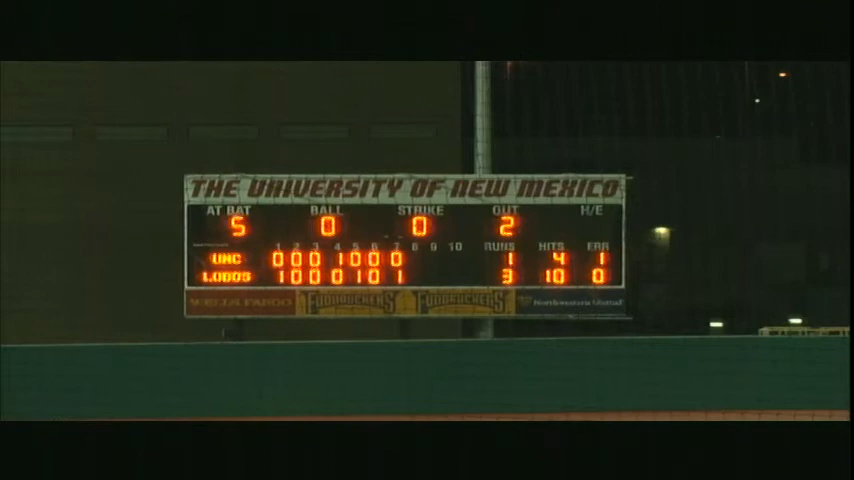 THE UNIVERSITY OF NEW MEXICO
AT BAT BALL STRIKE OUT H/E
5 0 0 2
1 2 3 4 5 6 7 8 9 10 RUNS HITS ERR
UNC 0 0 0 1 0 0 0 1 4 1
LOBOS 1 0 0 0 1 0 1 3 10 0
WELLS FARGO FUDDRUCKERS FUDDRUCKERS Northwestern Mutual